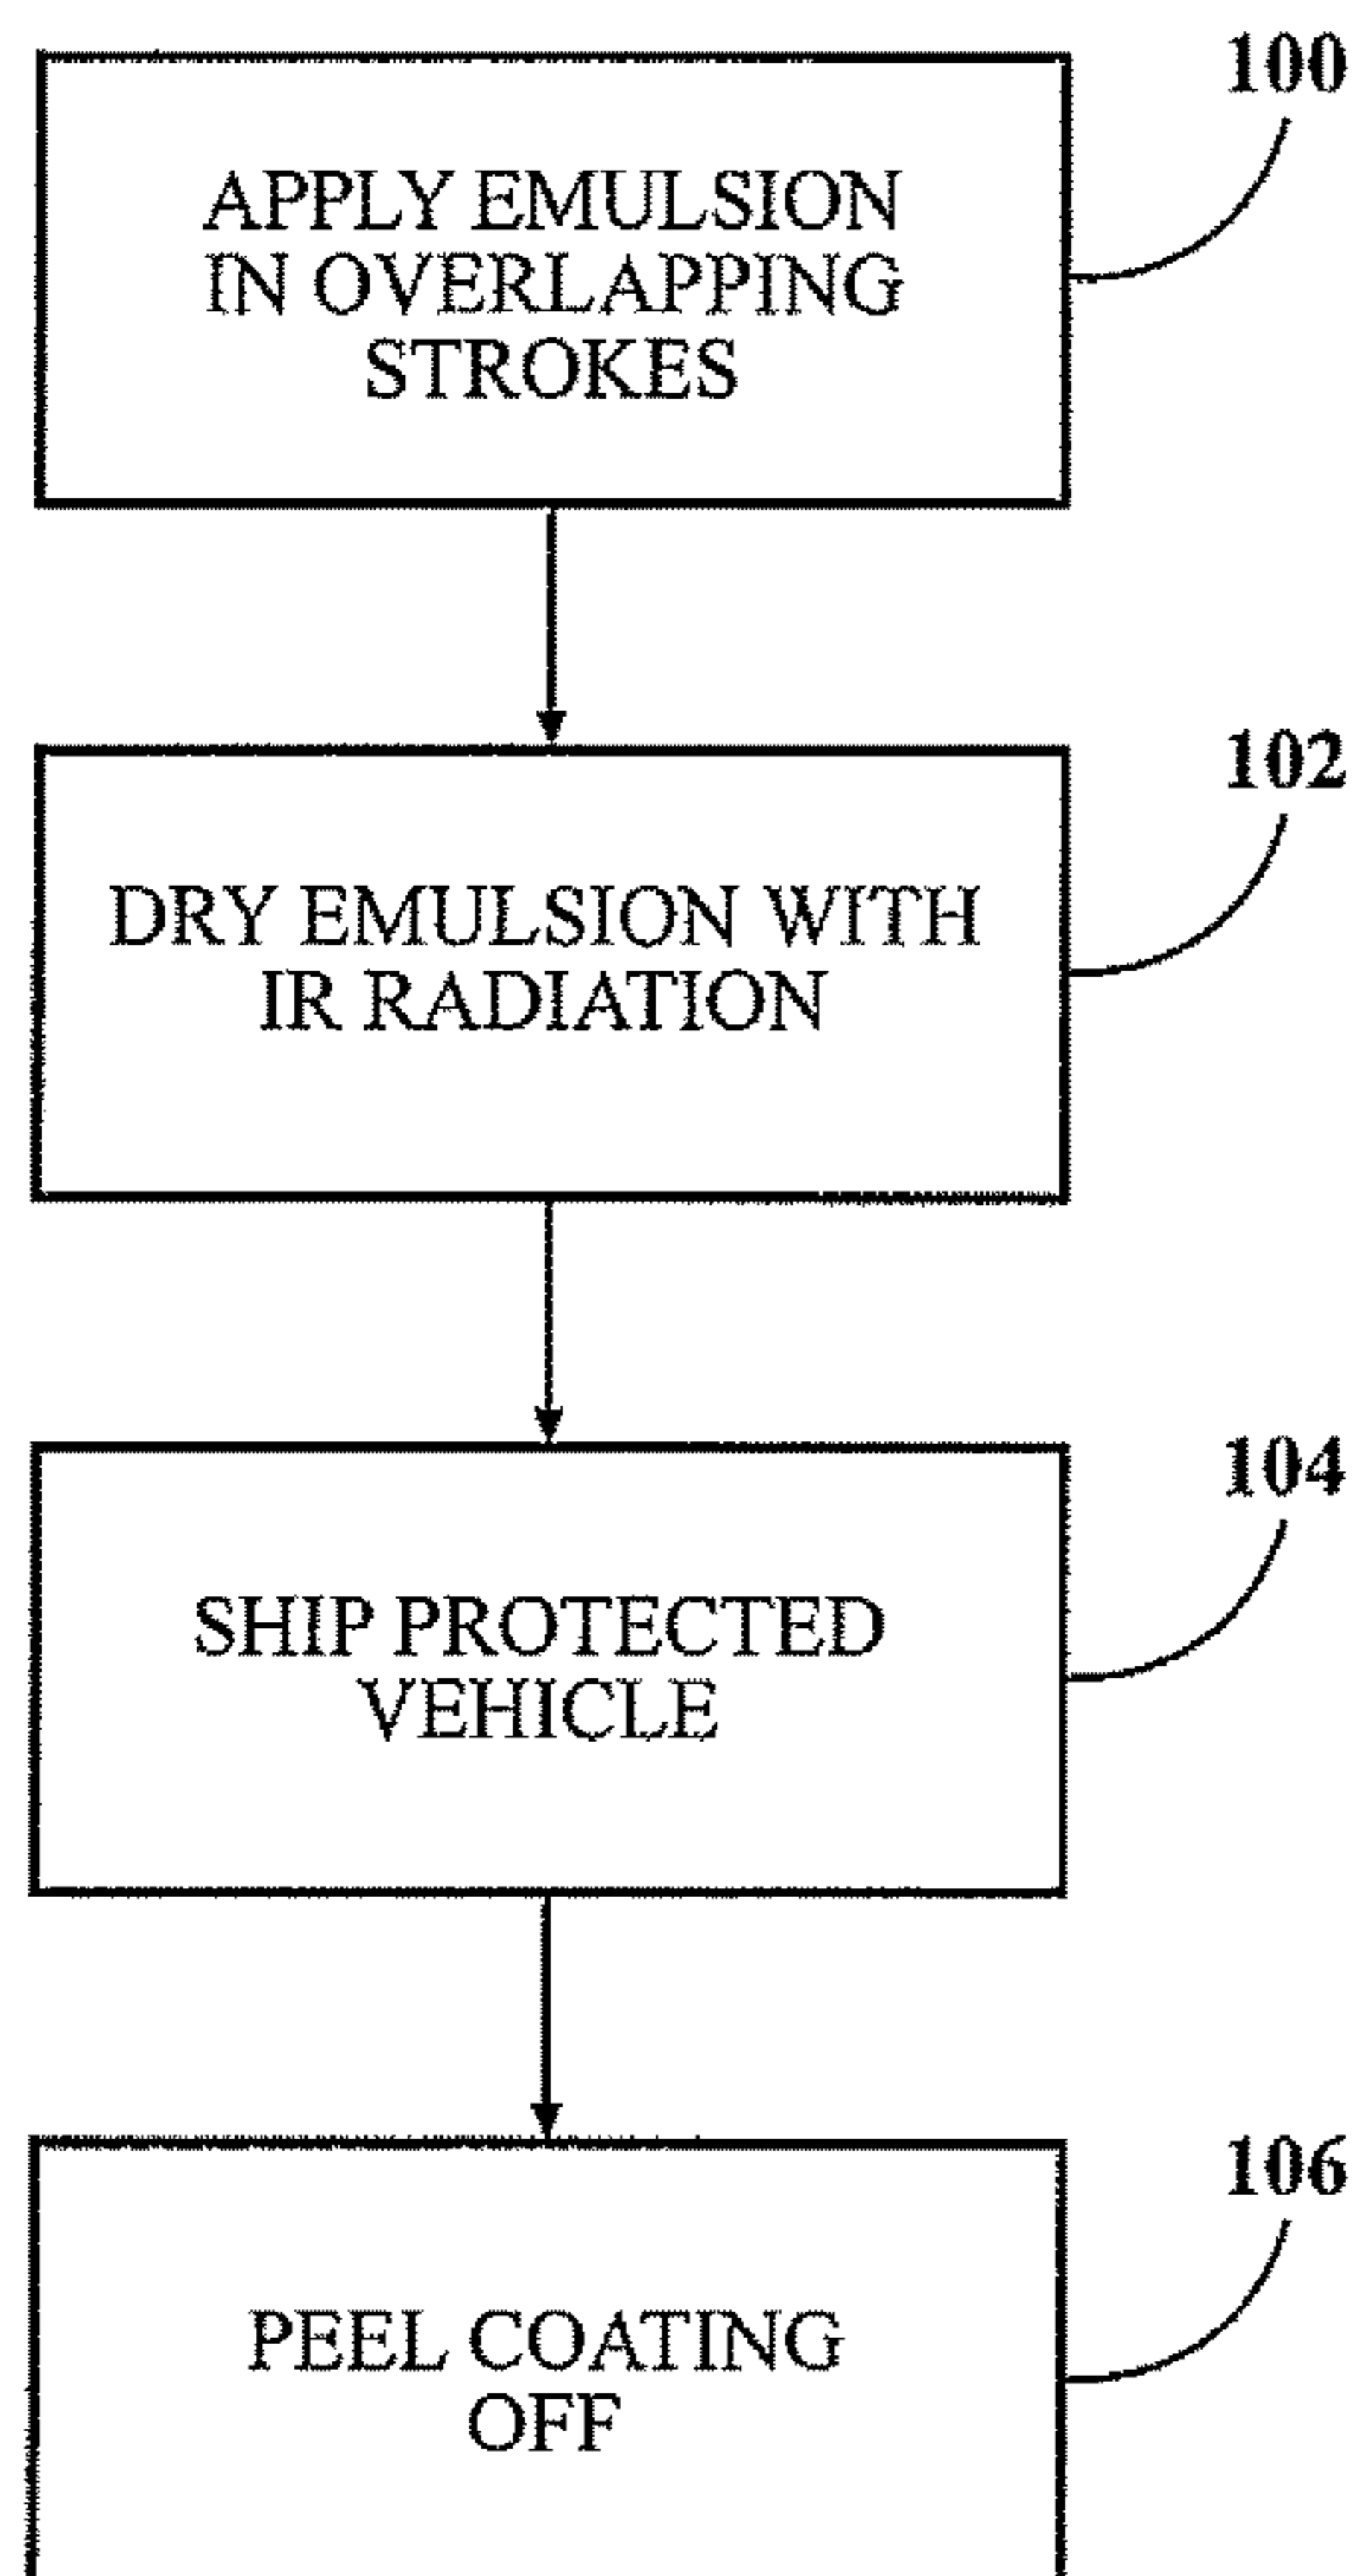 100
APPLY EMULSION
IN OVERLAPPING
STROKES
102
DRY EMULSION WITH
IR RADIATION
104
SHIP PROTECTED
VEHICLE
106
PEEL COATING
OFF